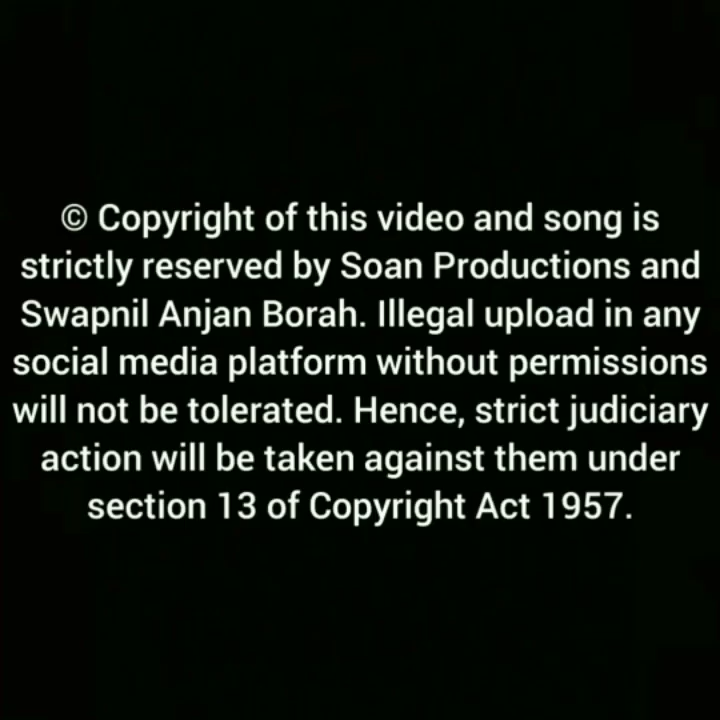 © Copyright of this video and song is
strictly reserved by Soan Productions and
Swapnil Anjan Borah. Illegal upload in any
social media platform without permissions
will not be tolerated. Hence, strict judiciary
action will be taken against them under
section 13 of Copyright Act 1957.